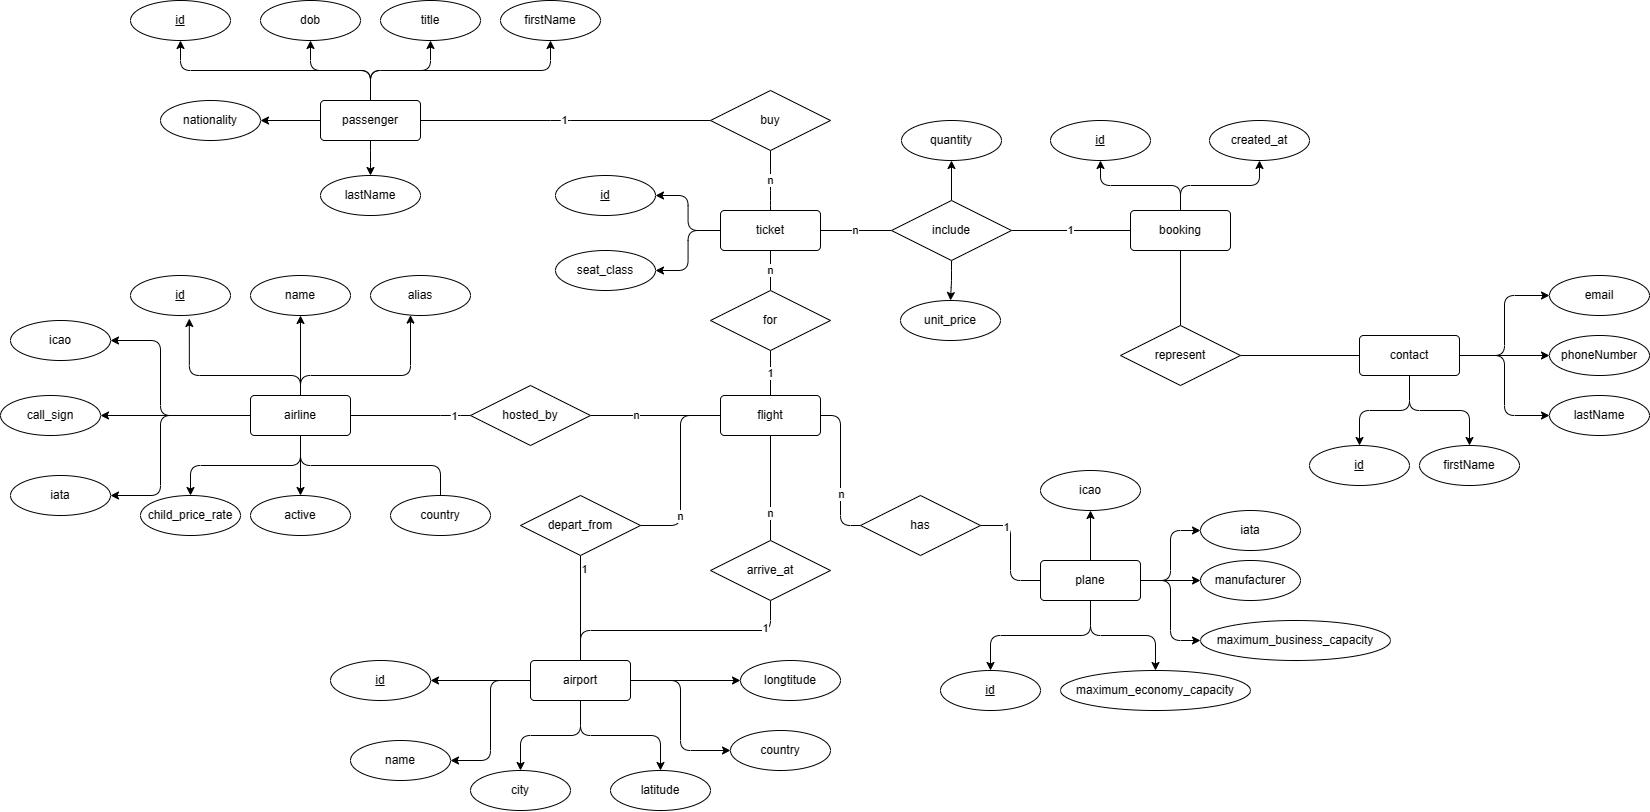 id
dob
title
firstName
nationality
passenger
1
buy
lastName
n
id
ticket
seat_class
n
quantity
include
unit_price
1
id
created_at
booking
n
for
1
represent
contact
email
phoneNumber
lastName
id
firstName
id
name
alias
icao
call_sign
airline
1
hosted_by
n
flight
iata
child_price_rate
active
country
depart_from
n
1
n
arrive_at
1
n
has
1
icao
plane
iata
manufacturer
maximum_business_capacity
id
maximum_economy_capacity
id
airport
longtitude
name
city
latitude
country